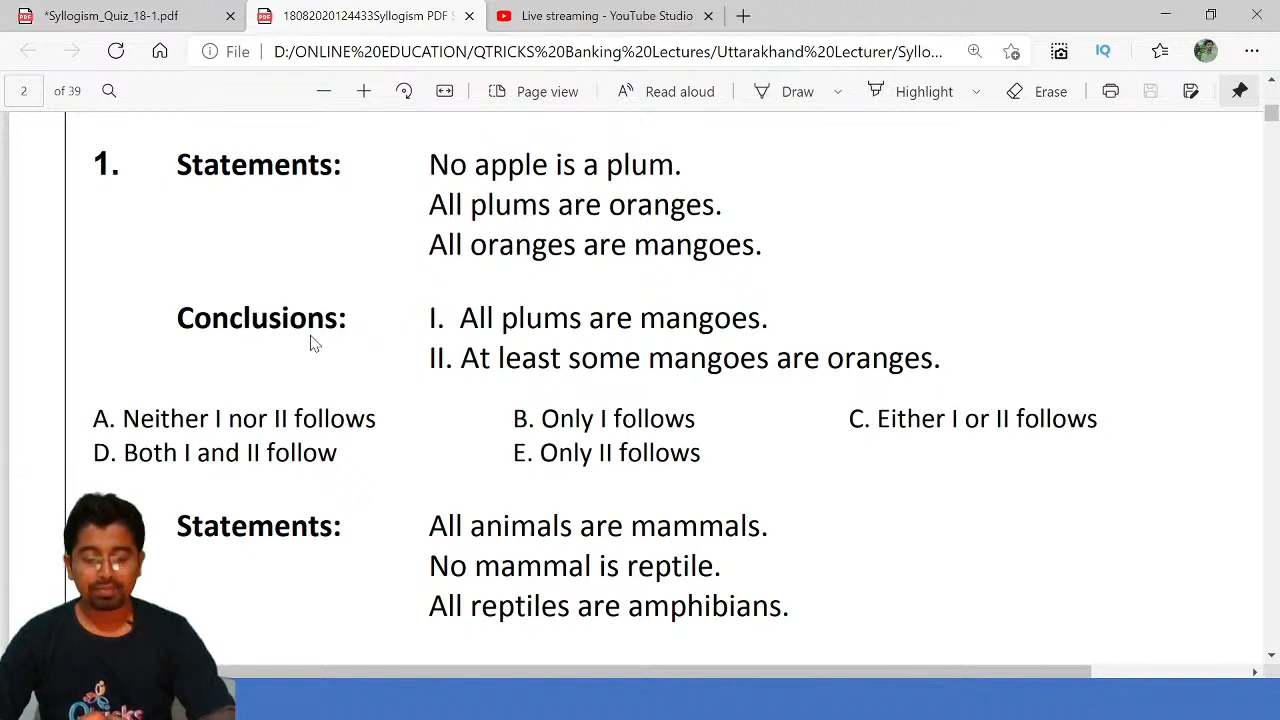 *Syllogism_Quiz_18-1.pdf
18082020124433Syllogism PDF S
Live streaming - YouTube Studio
File
D:/ONLINE%20EDUCATION/QTRICKS%20Banking%20Lectures/Uttarakhand%20Lecturer/Syllo...
IQ
2 of 39
Page view
Read aloud
Draw
Highlight
Erase
1. Statements: No apple is a plum.
All plums are oranges.
All oranges are mangoes.
Conclusions: I. All plums are mangoes.
II. At least some mangoes are oranges.
A. Neither I nor II follows B. Only I follows C. Either I or II follows
D. Both I and II follow E. Only II follows
Statements: All animals are mammals.
No mammal is reptile.
All reptiles are amphibians.